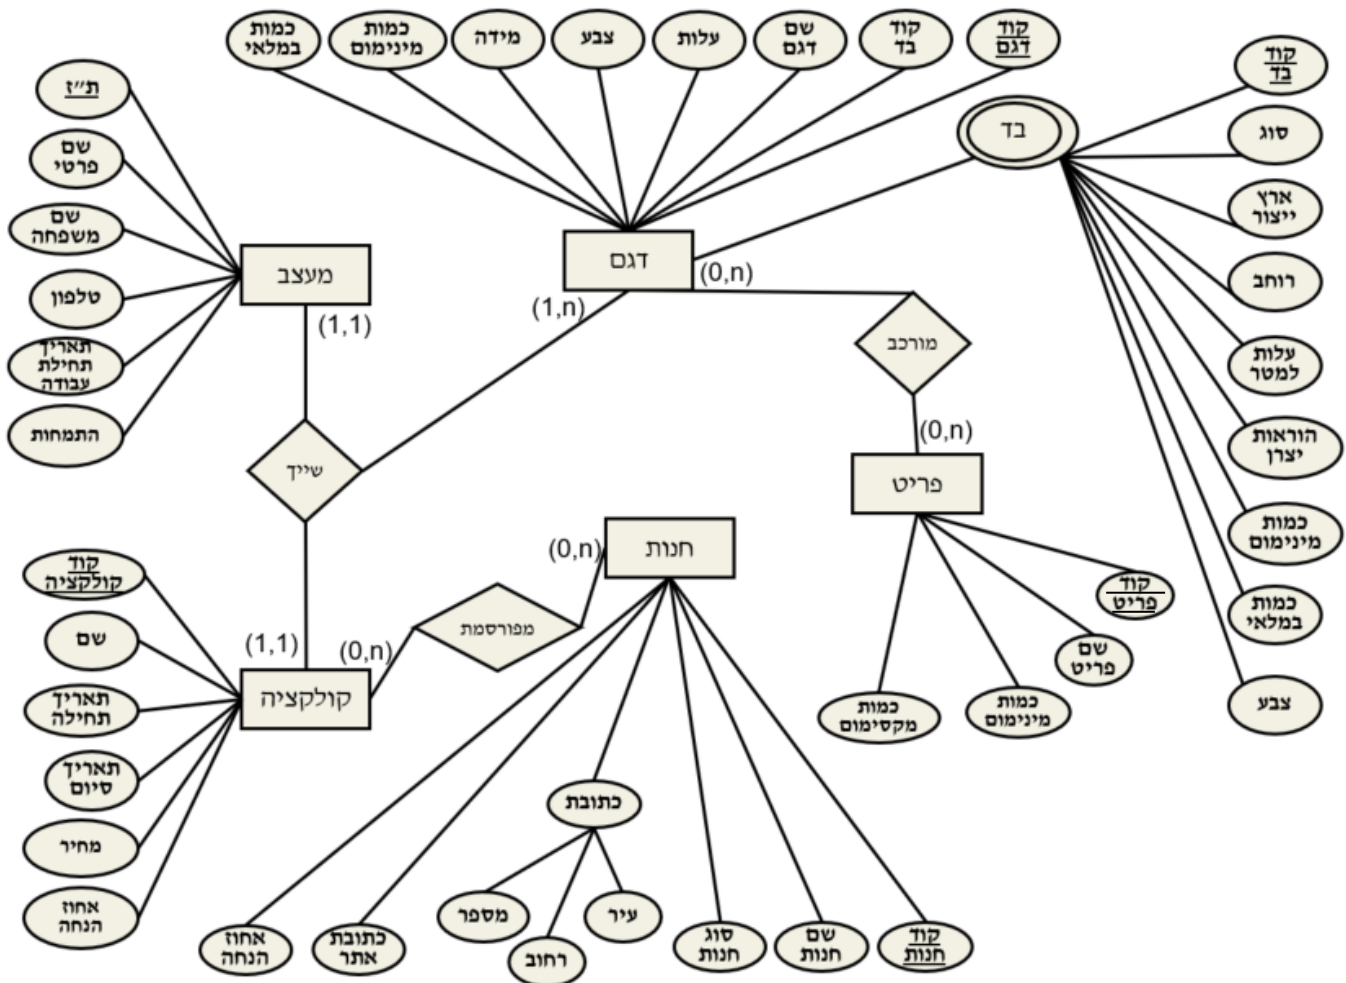 קוד
דגם
קוד
בד
שם
דגם
עלות
צבע
מידה
כמות
מינימום
כמות
במלאי
קוד
בד
סוג
ארץ
ייצור
רוחב
עלות
למטר
הוראות
יצרן
כמות
מינימום
כמות
במלאי
צבע
בד
דגם
(0,n)
(1,n)
מורכב
(0,n)
פריט
קוד
פריט
שם
פריט
כמות
מינימום
כמות
מקסימום
ת״ז
שם
פרטי
שם
משפחה
טלפון
תאריך
תחילת
עבודה
התמחות
מעצב
(1,1)
שייך
(1,1)
קולקציה
(0,n)
מפורסמת
(0,n)
חנות
קוד
קולקציה
שם
תאריך
תחילה
תאריך
סיום
מחיר
אחוז
הנחה
קוד
חנות
שם
חנות
סוג
חנות
כתובת
עיר
רחוב
מספר
כתובת
אתר
אחוז
הנחה